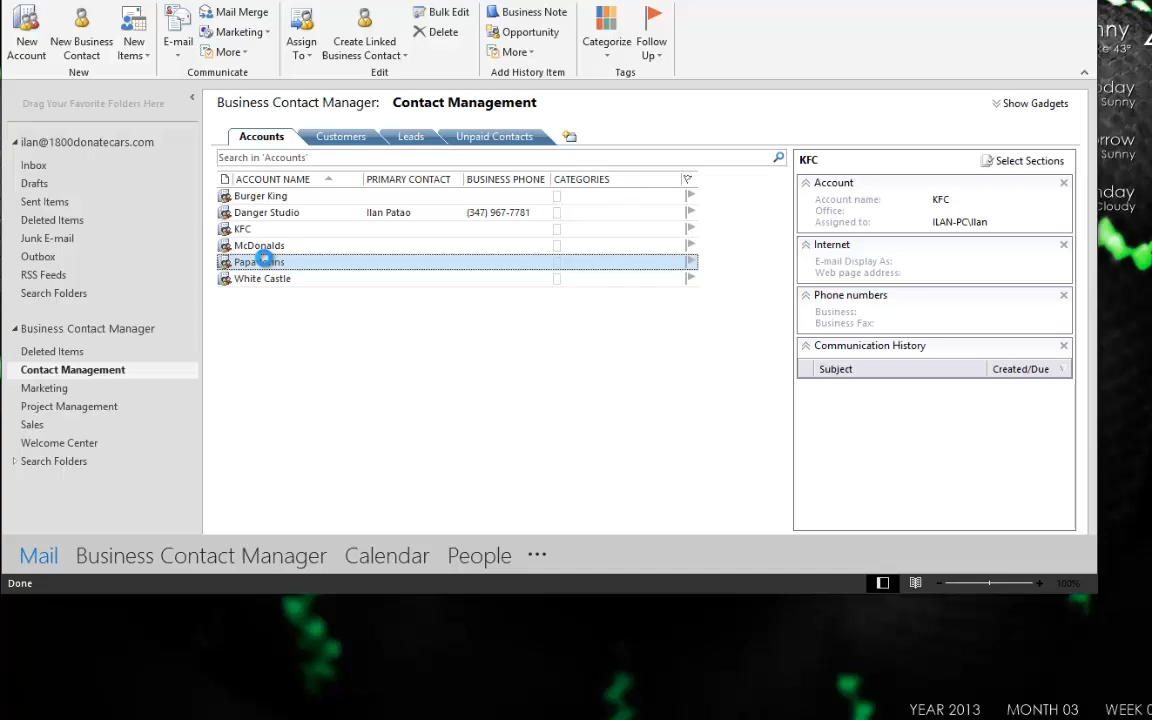 New Account
New Business Contact
New Items
New
E-mail
Mail Merge
Marketing
More
Communicate
Assign To
Create Linked Business Contact
Bulk Edit
Delete
Edit
Business Note
Opportunity
More
Add History Item
Categorize
Follow Up
Tags
43°
Sunny
Sunny
Cloudy
Drag Your Favorite Folders Here
ilan@1800donatecars.com
Inbox
Drafts
Sent Items
Deleted Items
Junk E-mail
Outbox
RSS Feeds
Search Folders
Business Contact Manager
Deleted Items
Contact Management
Marketing
Project Management
Sales
Welcome Center
Search Folders
Business Contact Manager: Contact Management
Show Gadgets
Accounts
Customers
Leads
Unpaid Contacts
Search in 'Accounts'
ACCOUNT NAME PRIMARY CONTACT BUSINESS PHONE CATEGORIES
Burger King
Danger Studio Ilan Patao (347) 967-7781
KFC
McDonalds
White Castle
KFC
Select Sections
Account
Account name: KFC
Office:
Assigned to: ILAN-PC\Ilan
Internet
E-mail Display As:
Web page address:
Phone numbers
Business:
Business Fax:
Communication History
Subject Created/Due
Mail Business Contact Manager Calendar People ...
Done
100%
YEAR 2013 MONTH 03 WEEK